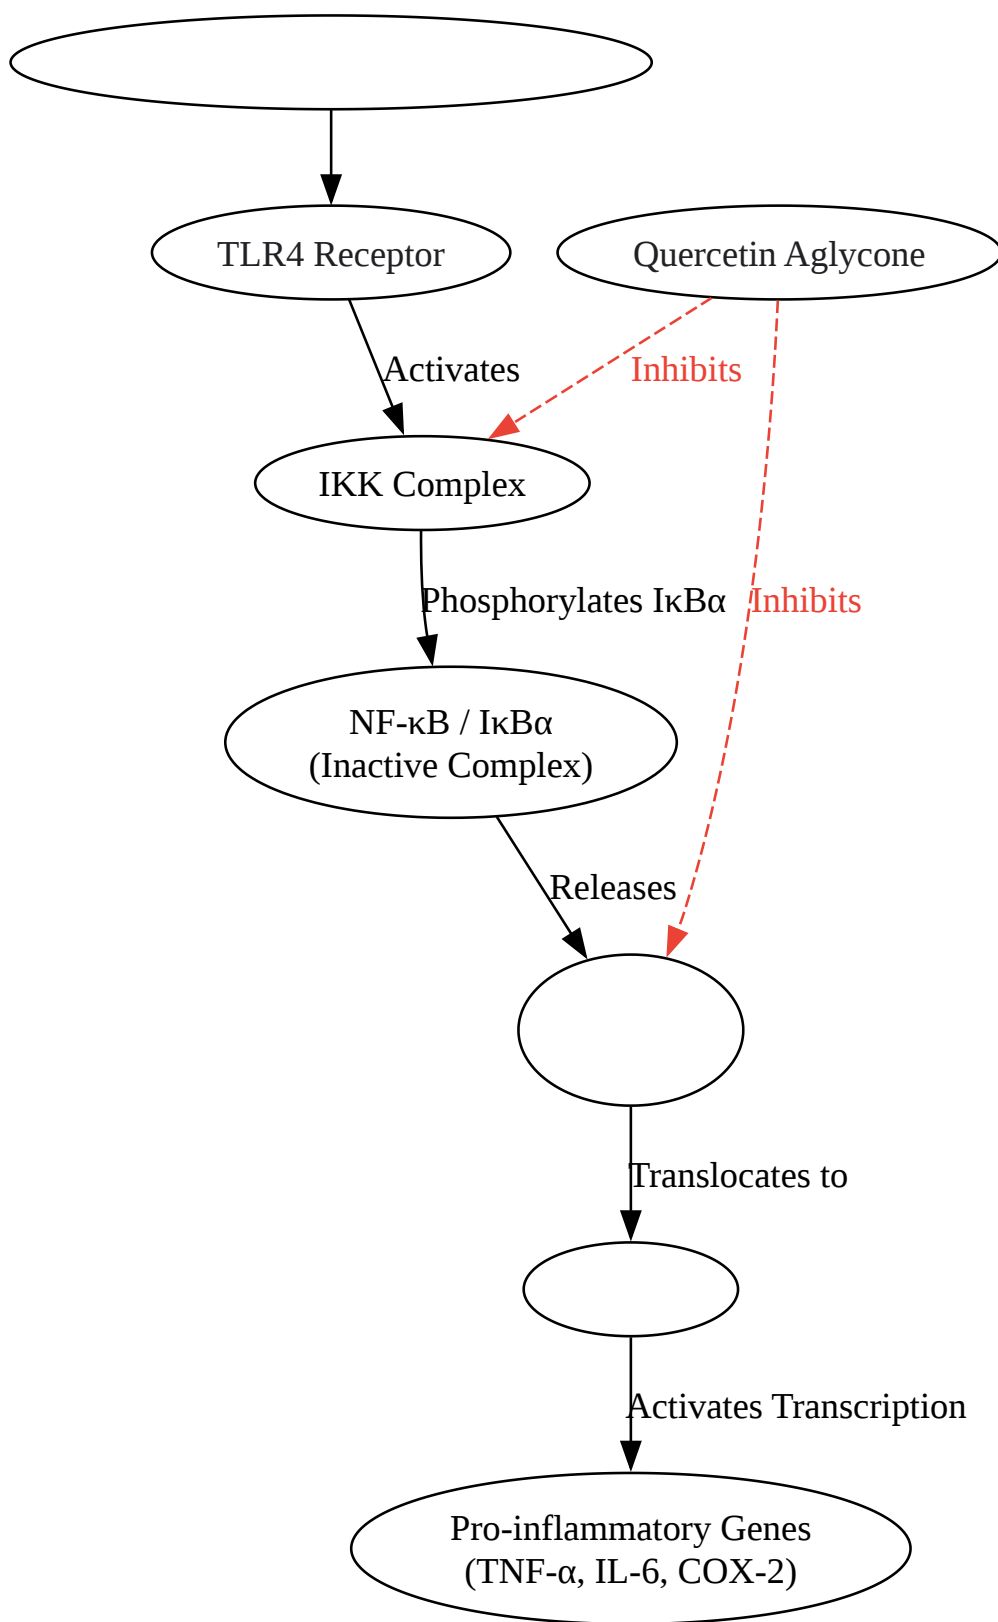 TLR4 Receptor
Quercetin Aglycone
Activates
Inhibits
IKK Complex
Phosphorylates IκBα
Inhibits
NF-κB / IκBα
(Inactive Complex)
Releases
Translocates to
Activates Transcription
Pro-inflammatory Genes
(TNF-α, IL-6, COX-2)